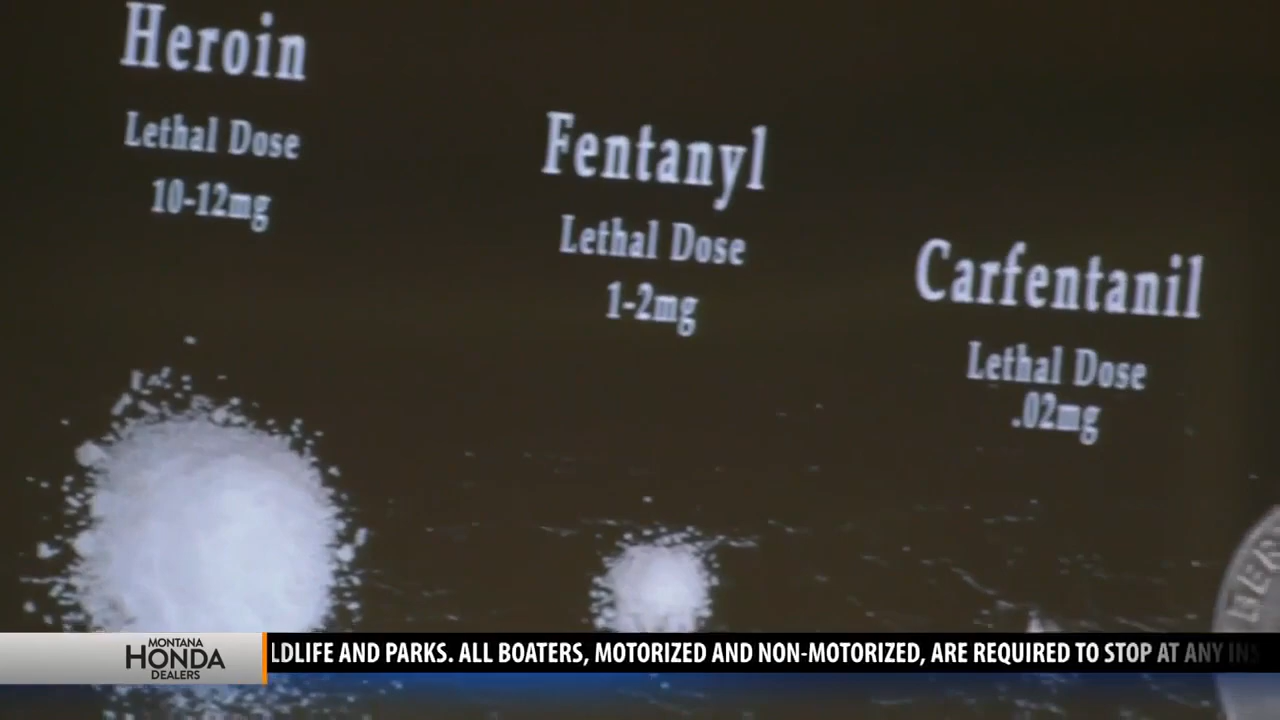 Heroin
Lethal Dose
10-12mg
Fentanyl
Lethal Dose
1-2mg
Carfentanil
Lethal Dose
.02mg
MONTANA
HONDA
DEALERS
LDLIFE AND PARKS. ALL BOATERS, MOTORIZED AND NON-MOTORIZED, ARE REQUIRED TO STOP AT ANY INS